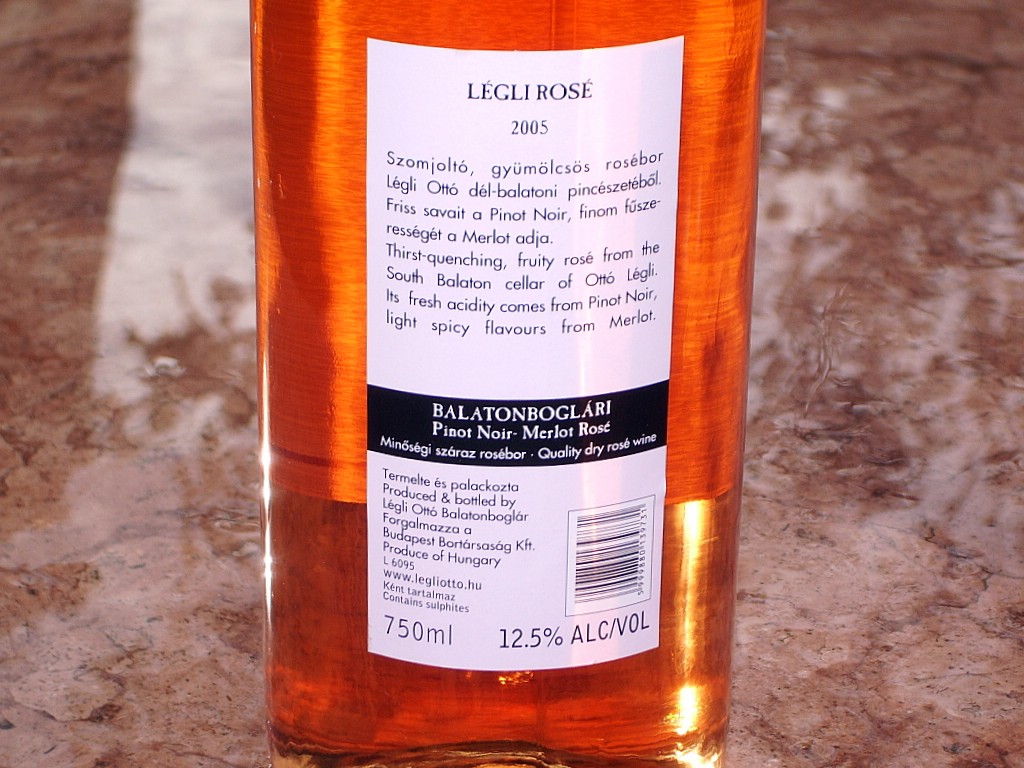 LÉGLI ROSÉ
2005
Szomjoltó, gyümölcsös rosébor
Légli Ottó dél-balatoni pincészetéből.
Friss savait a Pinot Noir, finom fűsze-
rességét a Merlot adja.
Thirst-quenching, fruity rosé from the
South Balaton cellar of Ottó Légli.
Its fresh acidity comes from Pinot Noir,
light spicy flavours from Merlot.
BALATONBOGLÁRI
Pinot Noir- Merlot Rosé
Minőségi száraz rosébor · Quality dry rosé wine
Termelte és palackozta
Produced & bottled by
Légli Ottó Balatonboglár
Forgalmazza a
Budapest Bortársaság Kft.
Produce of Hungary
L 6095
www.legliotto.hu
Ként tartalmaz
Contains sulphites
750ml
12.5% ALC/VOL